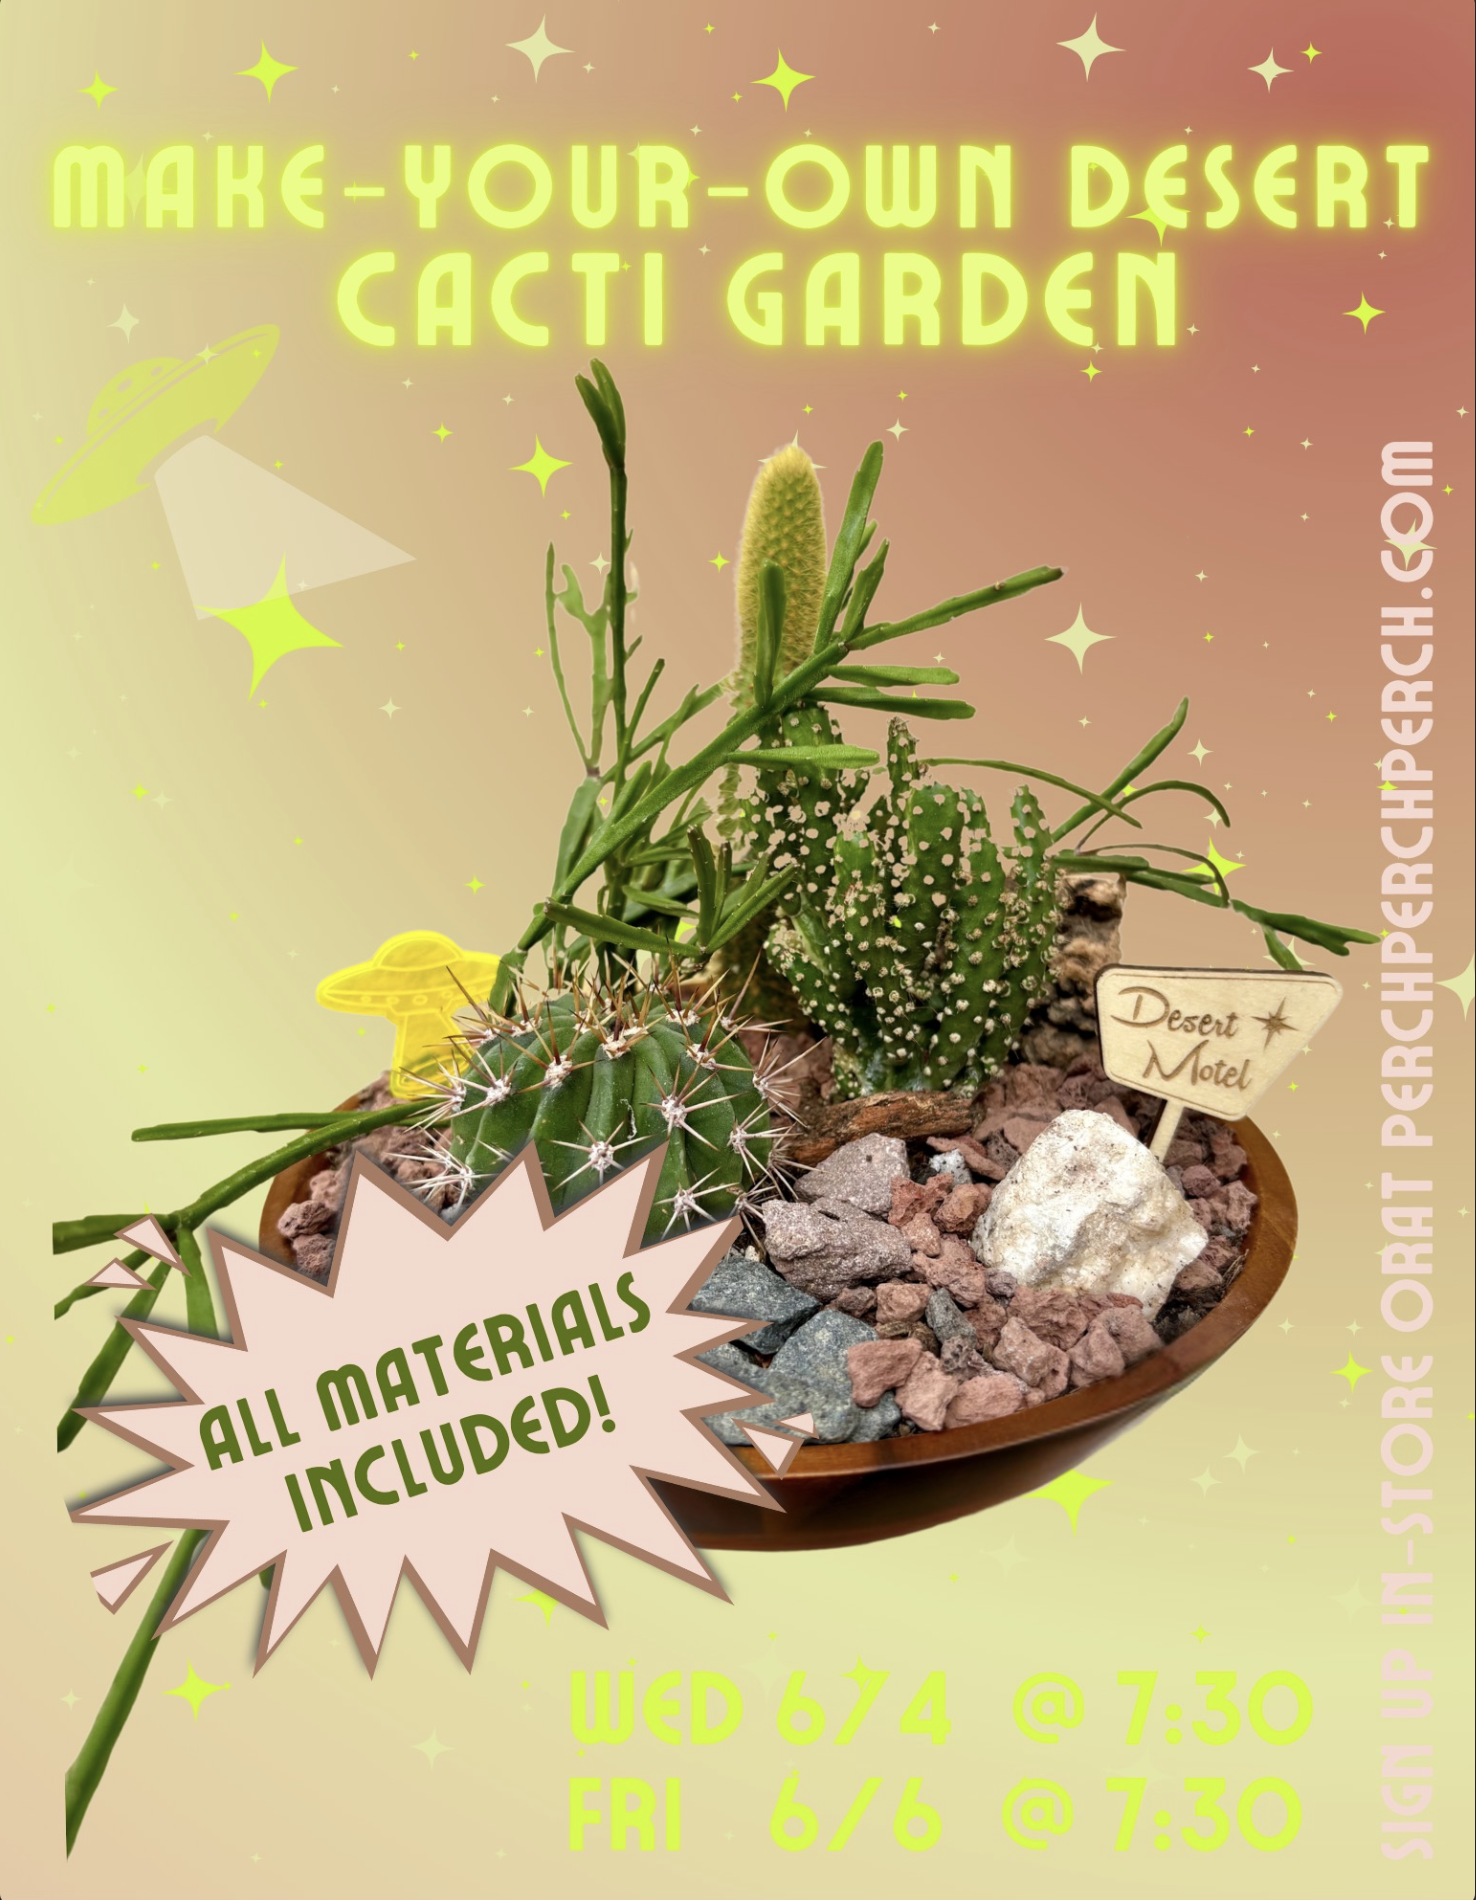 MAKE-YOUR-OWN DESERT
CACTI GARDEN
Desert
Motel
ALL MATERIALS
INCLUDED!
WED 6/4 @ 7:30
FRI 6/6 @ 7:30
SIGN UP IN-STORE ORAT PERCHPERCHPERCH.COM